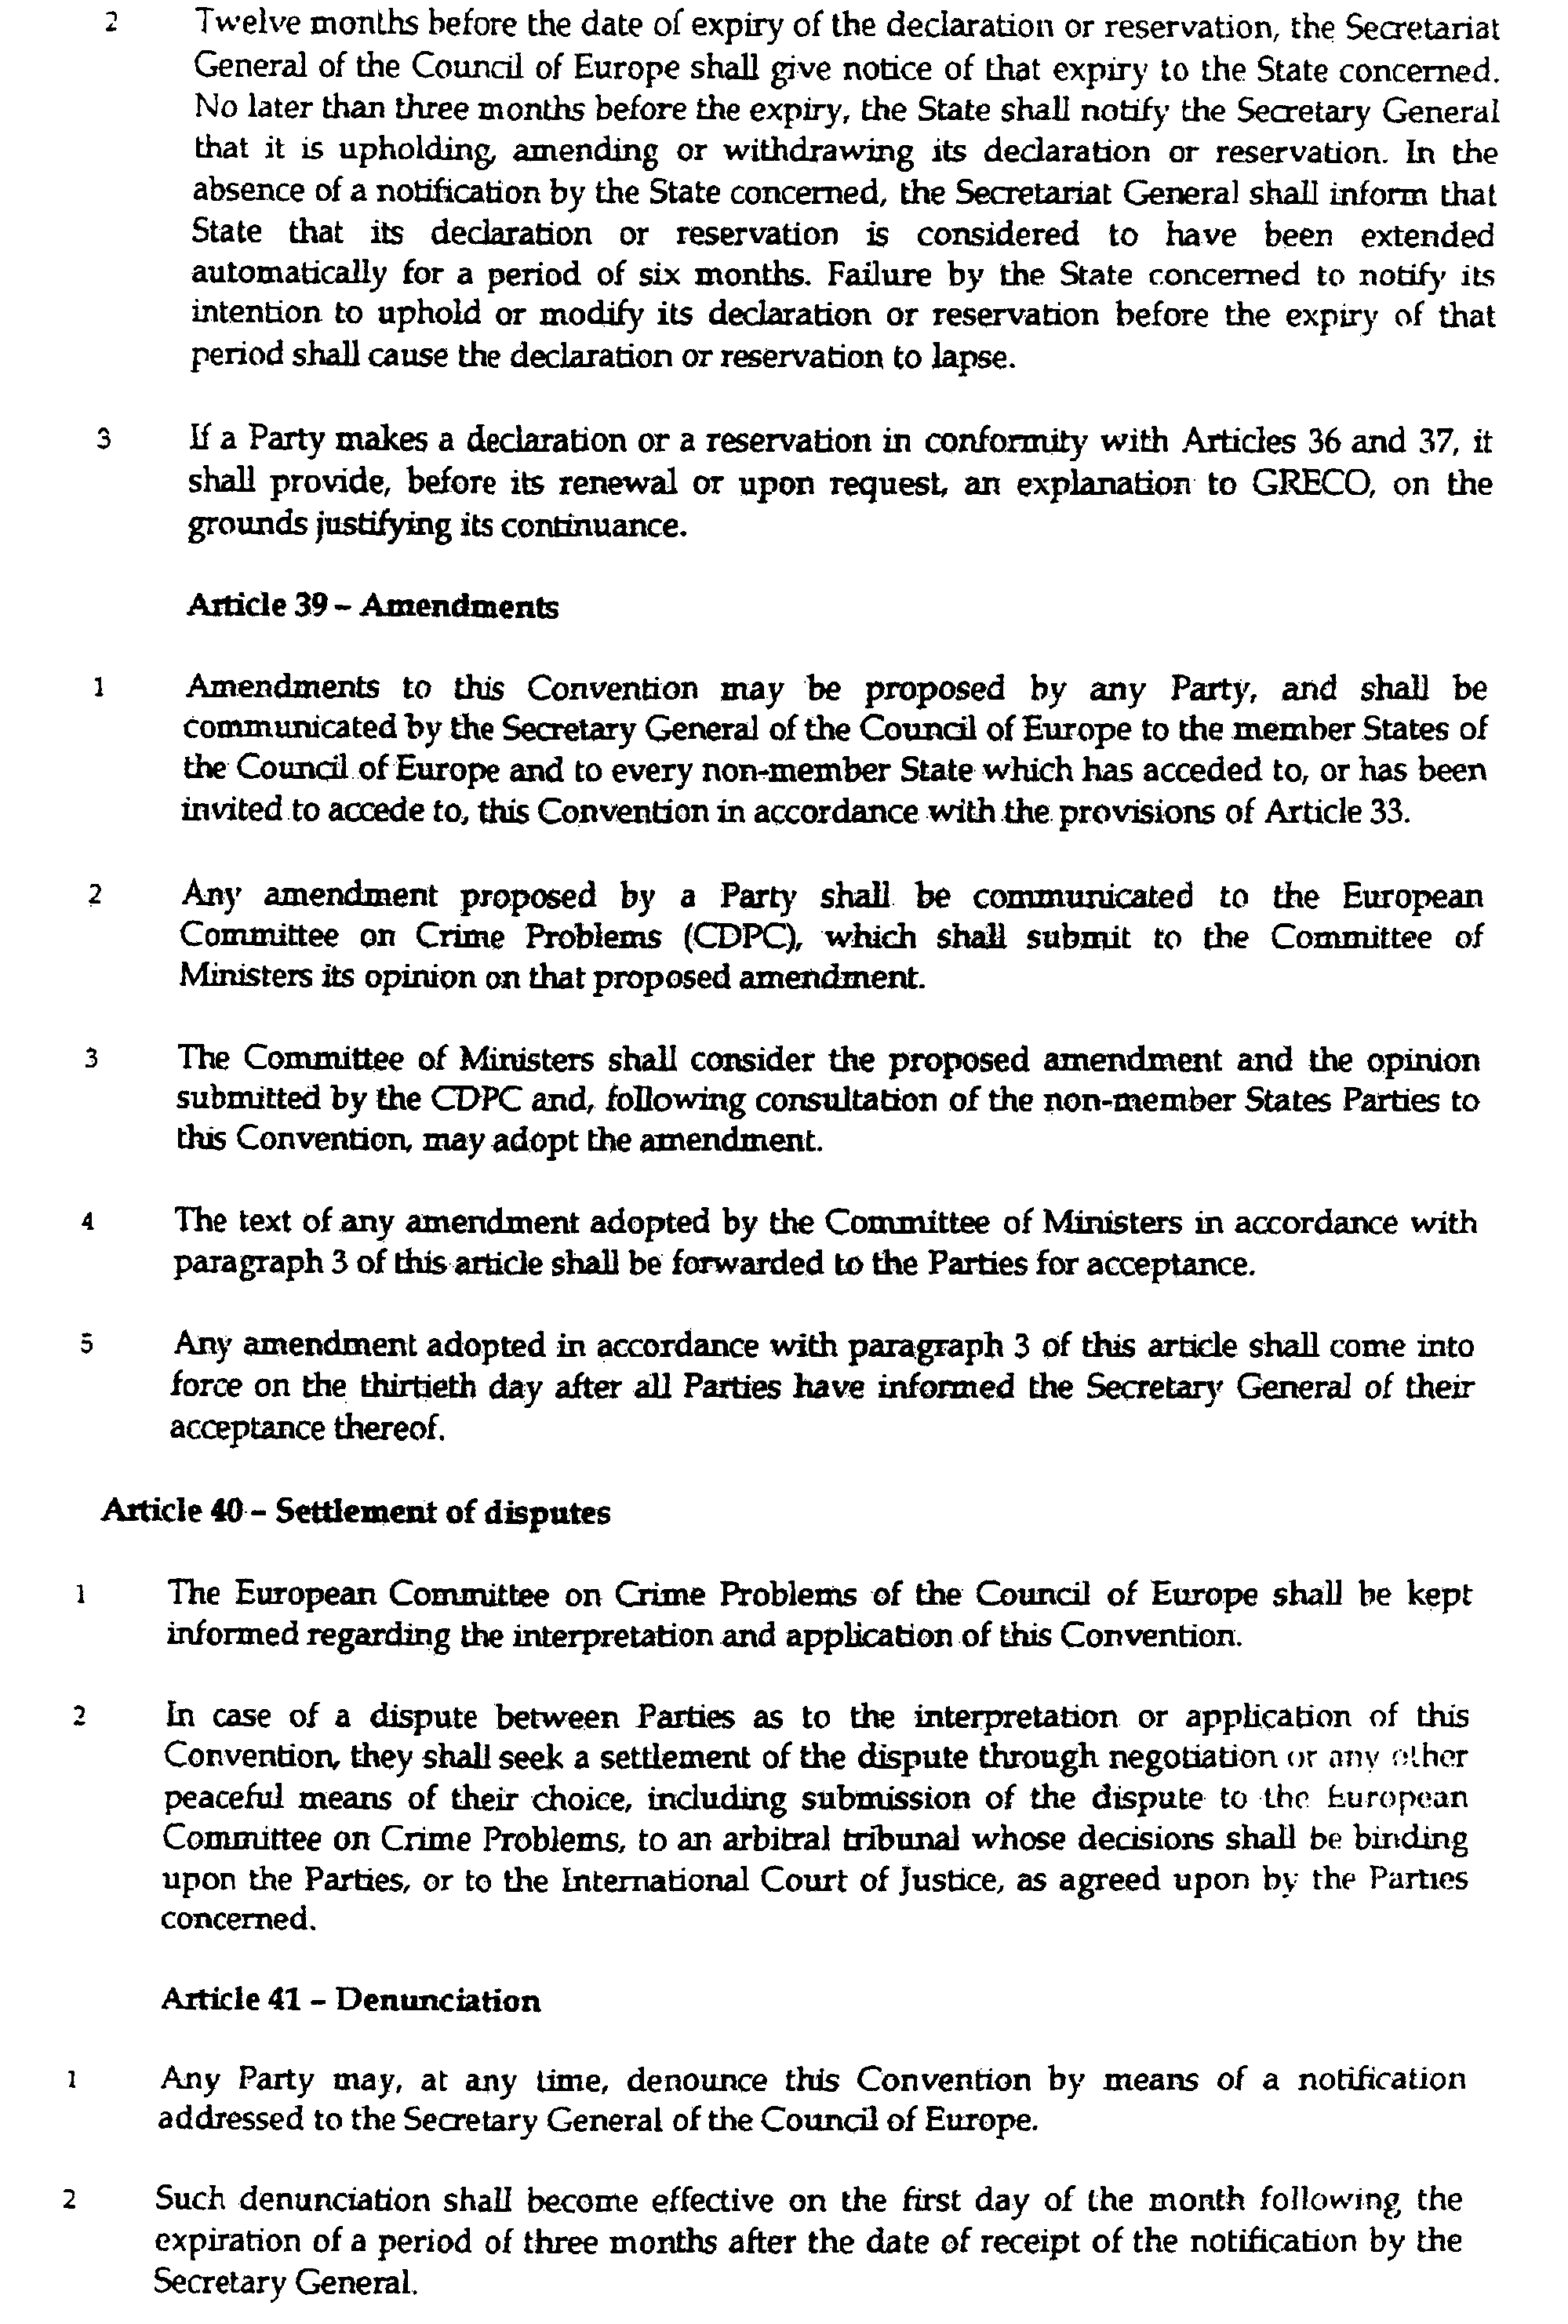 2 Twelve months before the date of expiry of the declaration or reservation, the Secretariat
General of the Council of Europe shall give notice of that expiry to the State concerned.
No later than three months before the expiry, the State shall notify the Secretary General
that it is upholding, amending or withdrawing its declaration or reservation. In the
absence of a notification by the State concerned, the Secretariat General shall inform that
State that its declaration or reservation is considered to have been extended
automatically for a period of six months. Failure by the State concerned to notify its
intention to uphold or modify its declaration or reservation before the expiry of that
period shall cause the declaration or reservation to lapse.
3 If a Party makes a declaration or a reservation in conformity with Articles 36 and 37, it
shall provide, before its renewal or upon request, an explanation to GRECO, on the
grounds justifying its continuance.
Article 39 – Amendments
1 Amendments to this Convention may be proposed by any Party, and shall be
communicated by the Secretary General of the Council of Europe to the member States of
the Council of Europe and to every non-member State which has acceded to, or has been
invited to accede to, this Convention in accordance with the provisions of Article 33.
2 Any amendment proposed by a Party shall be communicated to the European
Committee on Crime Problems (CDPC), which shall submit to the Committee of
Ministers its opinion on that proposed amendment.
3 The Committee of Ministers shall consider the proposed amendment and the opinion
submitted by the CDPC and, following consultation of the non-member States Parties to
this Convention, may adopt the amendment.
4 The text of any amendment adopted by the Committee of Ministers in accordance with
paragraph 3 of this article shall be forwarded to the Parties for acceptance.
5 Any amendment adopted in accordance with paragraph 3 of this article shall come into
force on the thirtieth day after all Parties have informed the Secretary General of their
acceptance thereof.
Article 40 – Settlement of disputes
1 The European Committee on Crime Problems of the Council of Europe shall be kept
informed regarding the interpretation and application of this Convention.
2 In case of a dispute between Parties as to the interpretation or application of this
Convention, they shall seek a settlement of the dispute through negotiation or any other
peaceful means of their choice, including submission of the dispute to the European
Committee on Crime Problems, to an arbitral tribunal whose decisions shall be binding
upon the Parties, or to the International Court of Justice, as agreed upon by the Parties
concerned.
Article 41 – Denunciation
1 Any Party may, at any time, denounce this Convention by means of a notification
addressed to the Secretary General of the Council of Europe.
2 Such denunciation shall become effective on the first day of the month following the
expiration of a period of three months after the date of receipt of the notification by the
Secretary General.